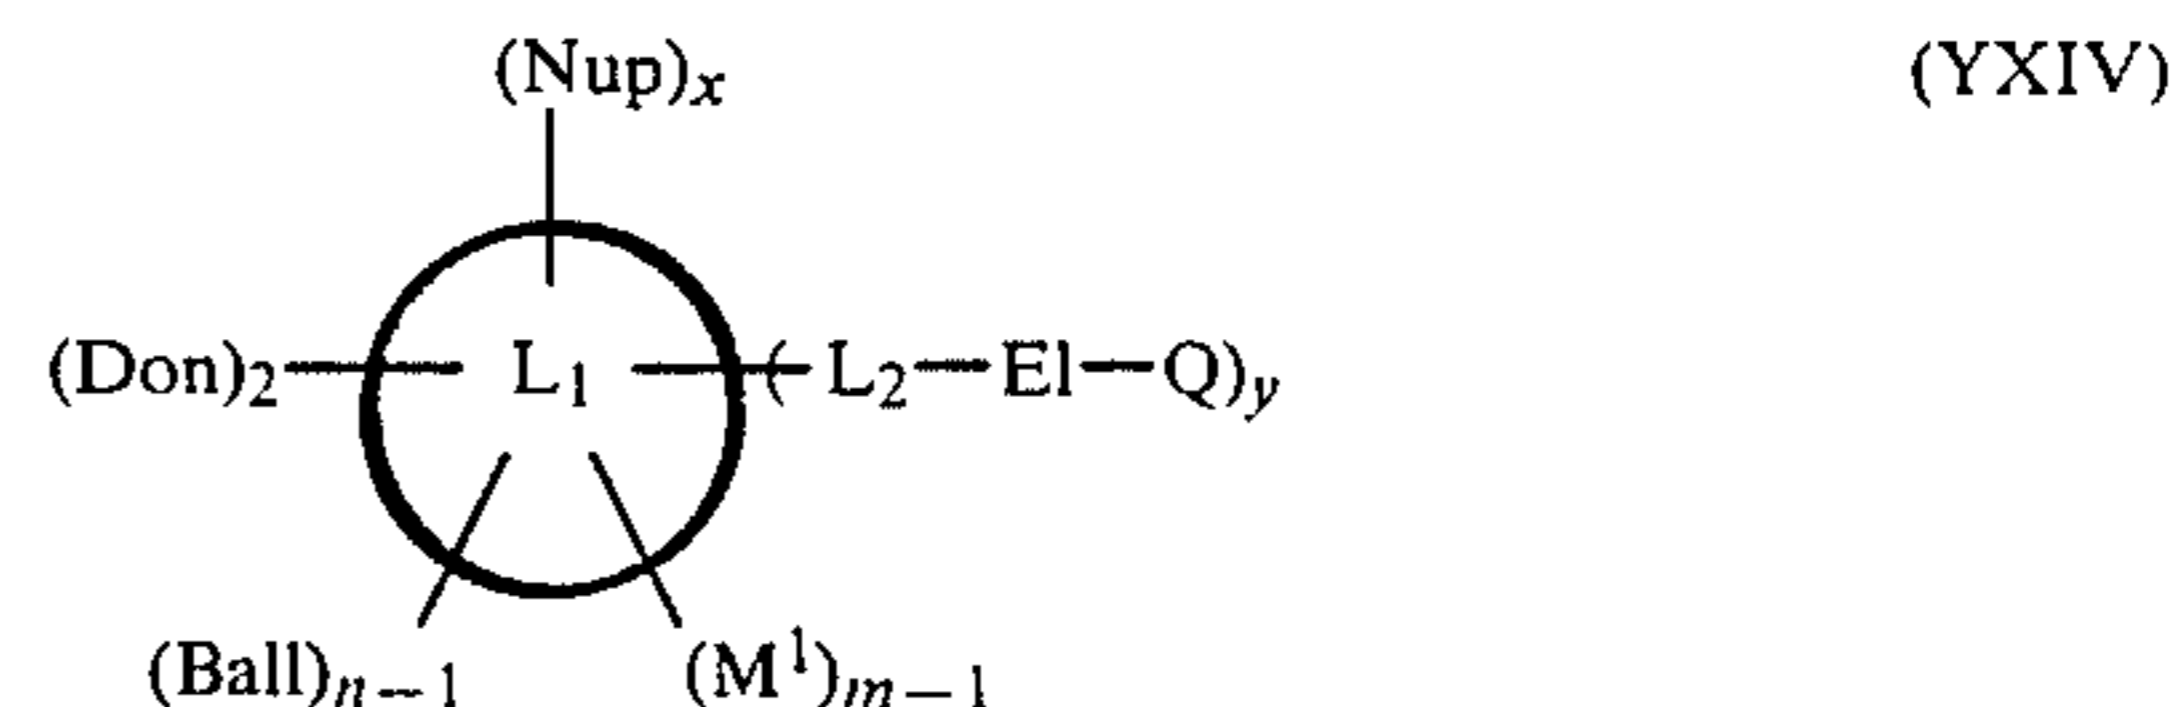 (Nup)x (YXIV)
(Don)2 L1 ( L2—El—Q)y
(Ball)n−1 (M1)m−1